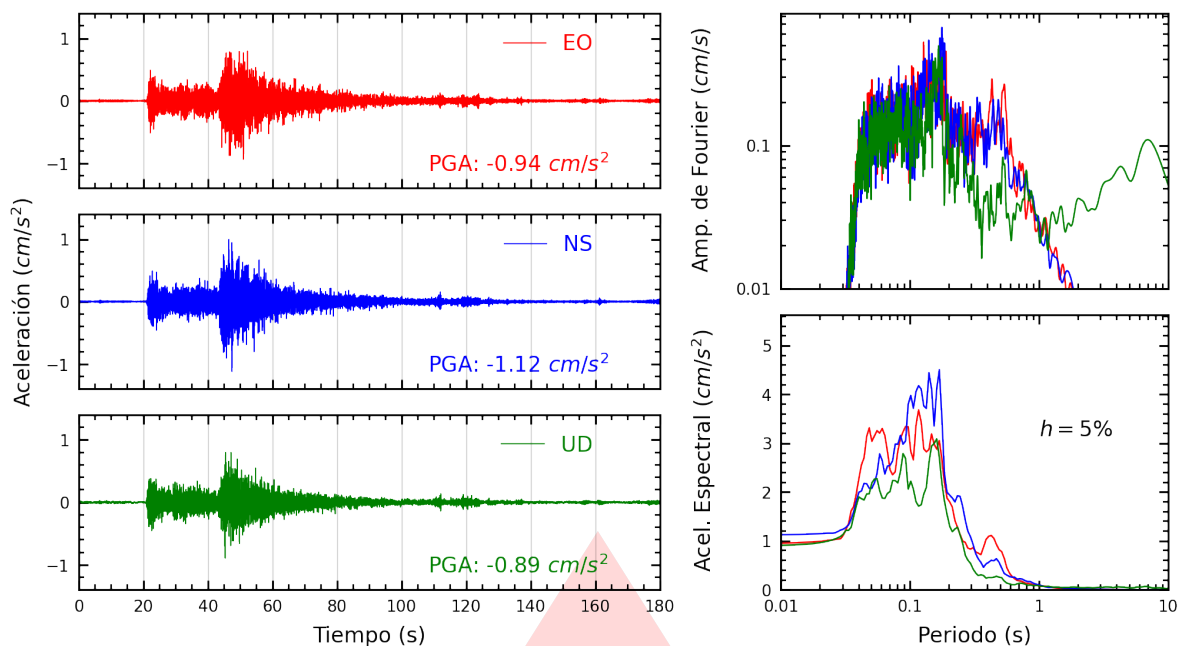 Aceleración (cm/s²)
1
0
−1
EO
PGA: -0.94 cm/s²
1
0
−1
NS
PGA: -1.12 cm/s²
1
0
−1
UD
PGA: -0.89 cm/s²
0 20 40 60 80 100 120 140 160 180
Tiempo (s)
Amp. de Fourier (cm/s)
0.1
0.01
Acel. Espectral (cm/s²)
5
4
3
2
1
0
h = 5%
0.01 0.1 1 10
Periodo (s)